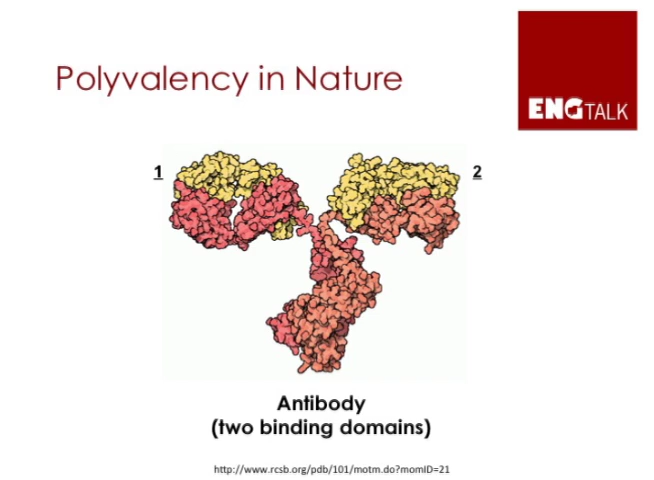 Polyvalency in Nature
ENGTALK
1
2
Antibody
(two binding domains)
http://www.rcsb.org/pdb/101/motm.do?momID=21